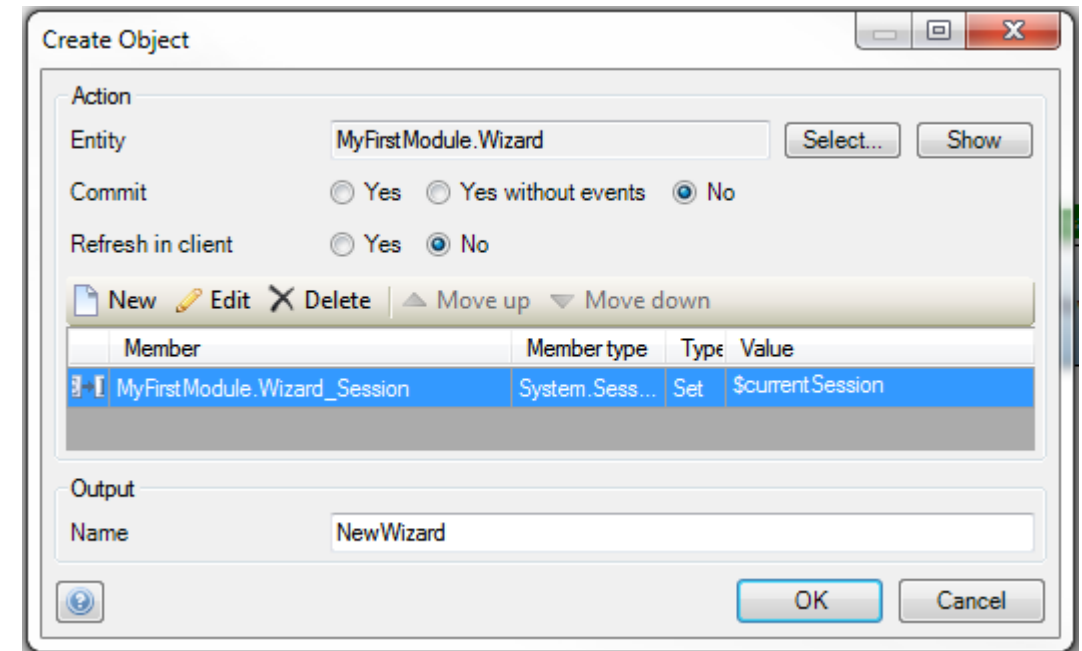 Create Object
Action
Entity MyFirstModule.Wizard Select... Show
Commit Yes Yes without events No
Refresh in client Yes No
New Edit Delete Move up Move down
Member Member type Type Value
MyFirstModule.Wizard_Session System.Sess... Set $currentSession
Output
Name NewWizard
OK Cancel